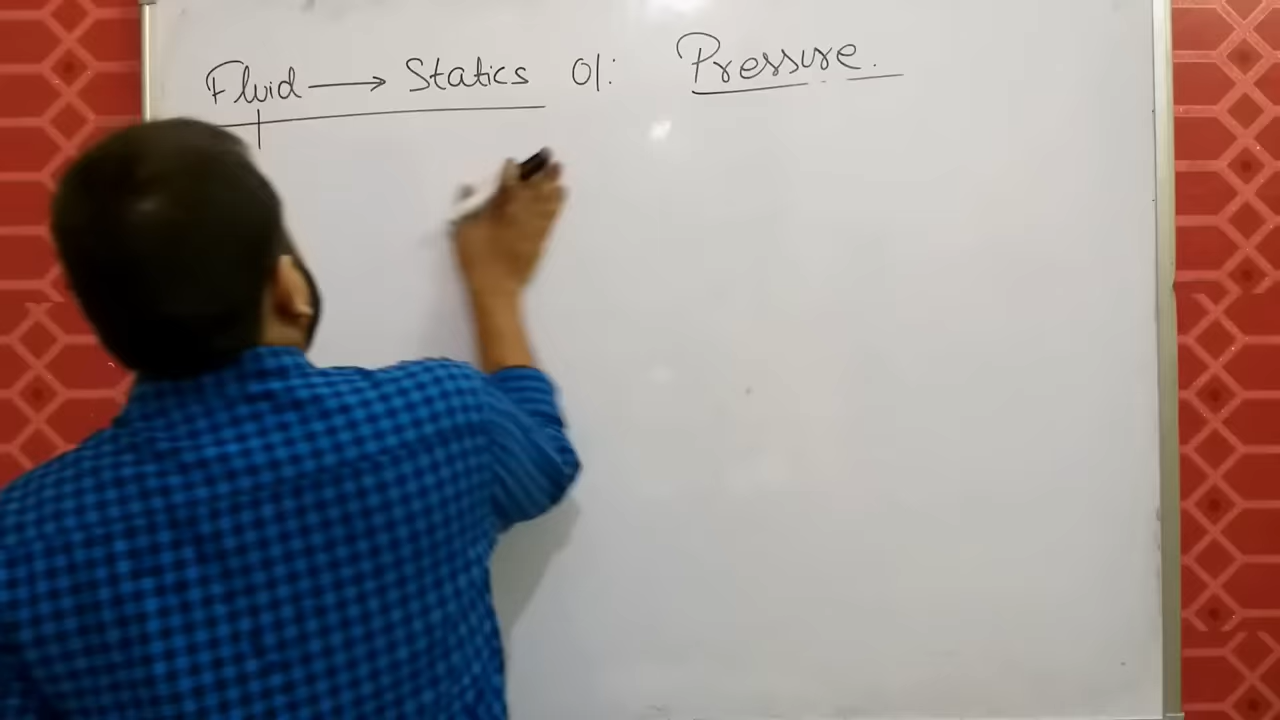 Fluid → Statics 01: Pressure.